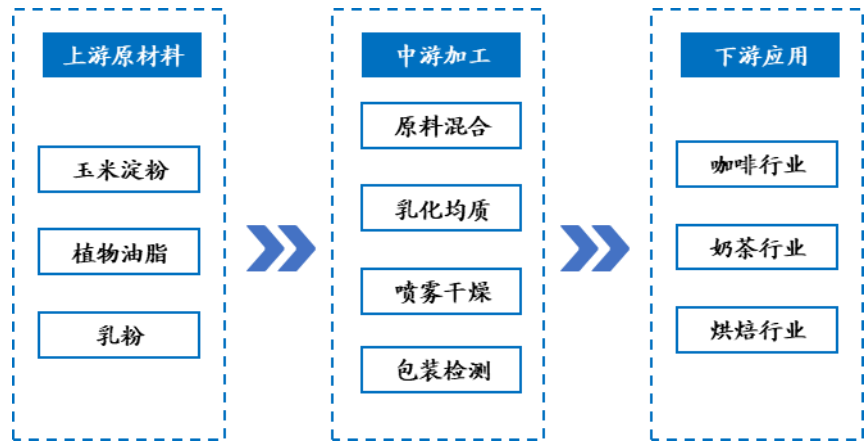 上游原材料
玉米淀粉
植物油脂
乳粉
中游加工
原料混合
乳化均质
喷雾干燥
包装检测
下游应用
咖啡行业
奶茶行业
烘焙行业